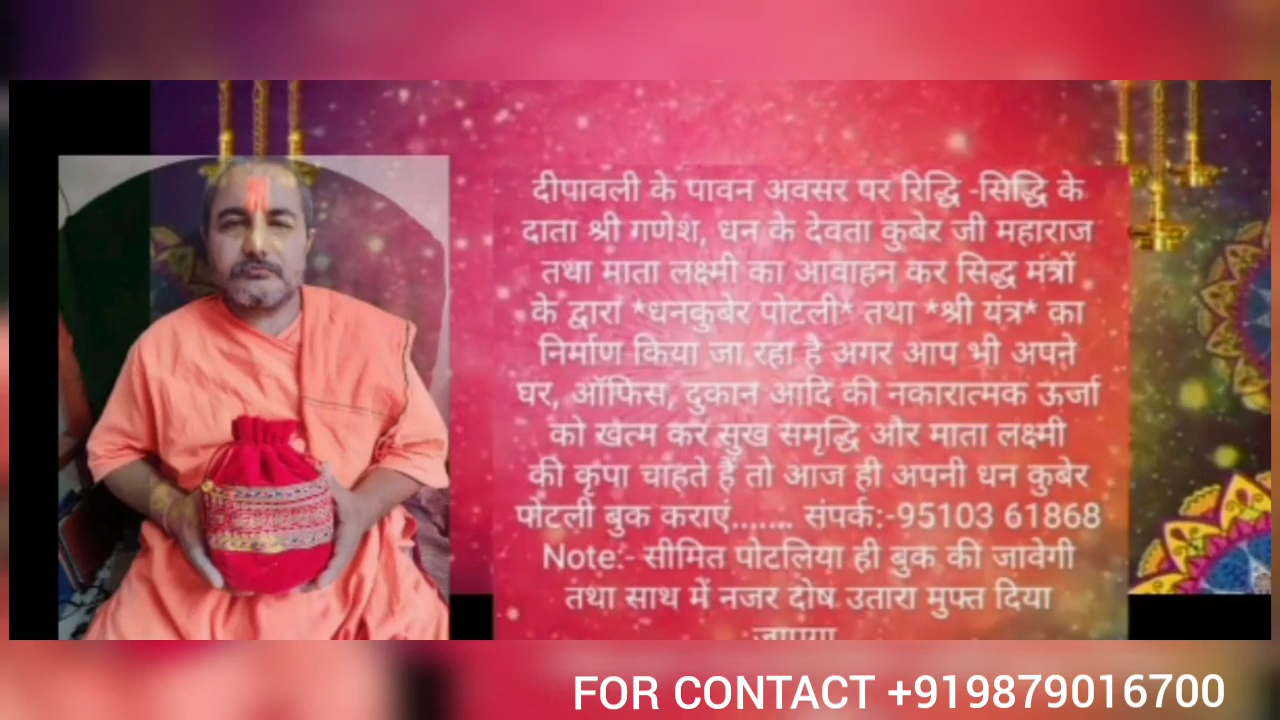 दीपावली के पावन अवसर पर रिद्धि -सिद्धि के
दाता श्री गणेश, धन के देवता कुबेर जी महाराज
तथा माता लक्ष्मी का आवाहन कर सिद्ध मंत्रों
के द्वारा *धनकुबेर पोटली* तथा *श्री यंत्र* का
निर्माण किया जा रहा है अगर आप भी अपने
घर, ऑफिस, दुकान आदि की नकारात्मक ऊर्जा
को खत्म कर सुख समृद्धि और माता लक्ष्मी
की कृपा चाहते हैं तो आज ही अपनी धन कुबेर
पोटली बुक कराएं....... संपर्क:-95103 61868
Note:- सीमित पोटलिया ही बुक की जावेगी
तथा साथ में नजर दोष उतारा मुफ्त दिया
FOR CONTACT +919879016700